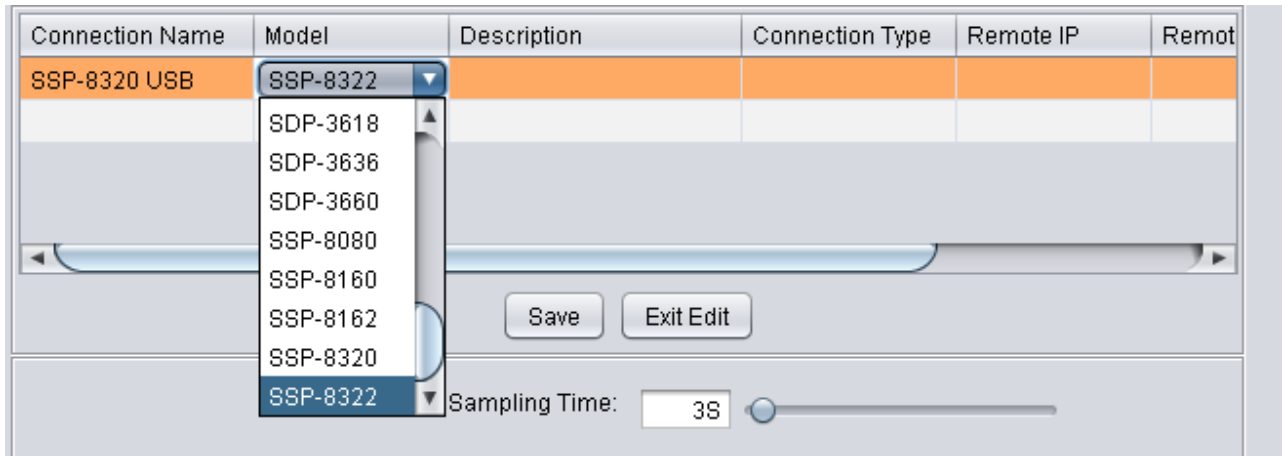 Connection Name Model Description Connection Type Remote IP Remot
SSP-8320 USB SSP-8322
SDP-3618
SDP-3636
SDP-3660
SSP-8080
SSP-8160
SSP-8162
SSP-8320
SSP-8322
Save Exit Edit
Sampling Time: 3S